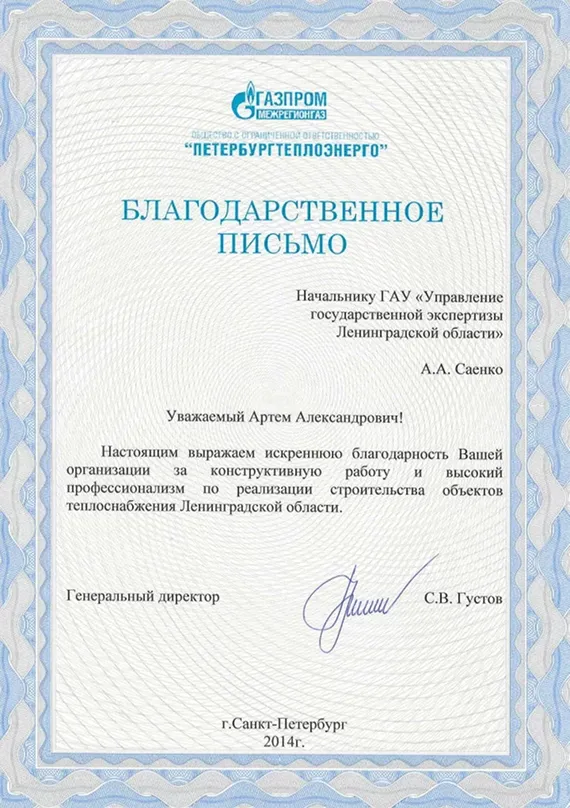 ГАЗПРОМ
МЕЖРЕГИОНГАЗ
ОБЩЕСТВО С ОГРАНИЧЕННОЙ ОТВЕТСТВЕННОСТЬЮ
"ПЕТЕРБУРГТЕПЛОЭНЕРГО"
БЛАГОДАРСТВЕННОЕ
ПИСЬМО
Начальнику ГАУ «Управление
государственной экспертизы
Ленинградской области»
А.А. Саенко
Уважаемый Артем Александрович!
Настоящим выражаем искреннюю благодарность Вашей
организации за конструктивную работу и высокий
профессионализм по реализации строительства объектов
теплоснабжения Ленинградской области.
Генеральный директор С.В. Густов
г.Санкт-Петербург
2014г.